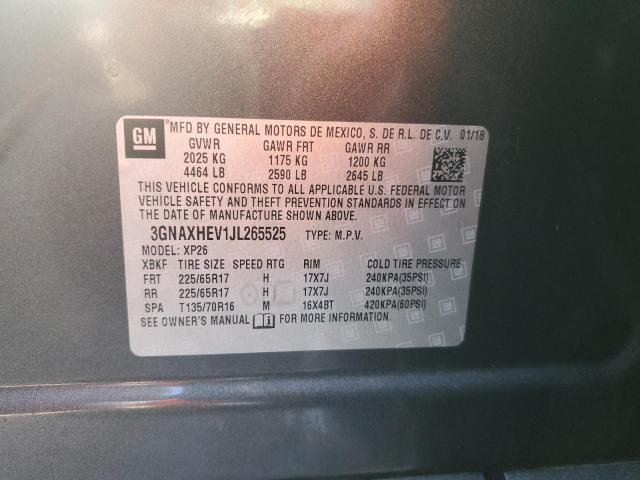 GM MFD BY GENERAL MOTORS DE MEXICO, S. DE R.L. DE C.V. 01/18
GVWR GAWR FRT GAWR RR
2025 KG 1175 KG 1200 KG
4464 LB 2590 LB 2645 LB
THIS VEHICLE CONFORMS TO ALL APPLICABLE U.S. FEDERAL MOTOR
VEHICLE SAFETY AND THEFT PREVENTION STANDARDS IN EFFECT ON
THE DATE OF MANUFACTURE SHOWN ABOVE
3GNAXHEV1JL265525 TYPE: M.P.V.
MODEL: XP26
XBKF TIRE SIZE SPEED RTG RIM COLD TIRE PRESSURE
FRT 225/65R17 H 17X7J 240KPA(35PSI)
RR 225/65R17 H 17X7J 240KPA(35PSI)
SPA T135/70R16 M 16X4BT 420KPA(60PSI)
SEE OWNER'S MANUAL FOR MORE INFORMATION.